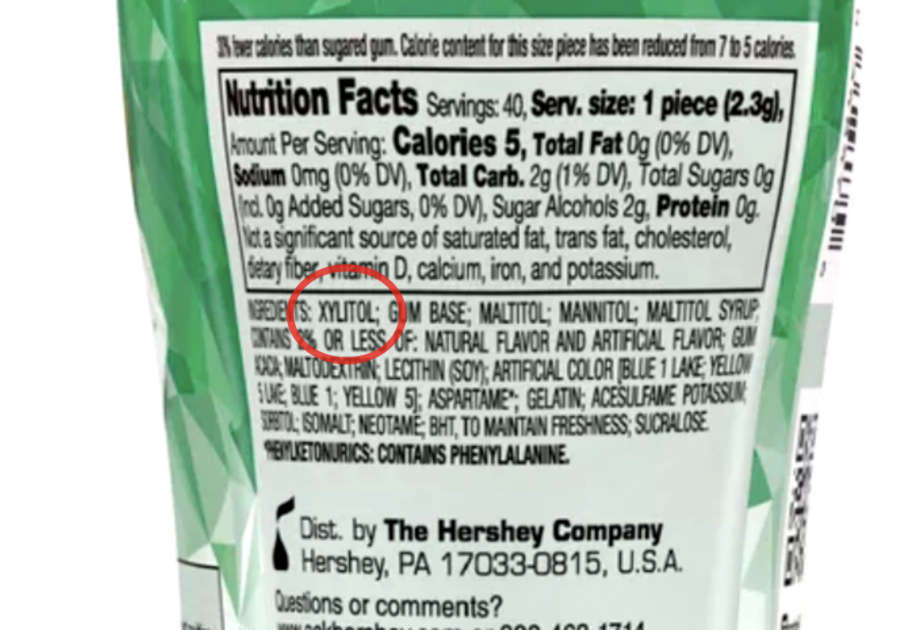 fewer calories than sugared gum. Calorie content for this size piece has been reduced from 7 to 5 calories.
Nutrition Facts Servings: 40, Serv. size: 1 piece (2.3g),
Amount Per Serving: Calories 5, Total Fat 0g (0% DV),
Sodium 0mg (0% DV), Total Carb. 2g (1% DV), Total Sugars 0g
(Incl. 0g Added Sugars, 0% DV), Sugar Alcohols 2g, Protein 0g.
Not a significant source of saturated fat, trans fat, cholesterol,
dietary fiber, vitamin D, calcium, iron, and potassium.
INGREDIENTS: XYLITOL; GUM BASE; MALTITOL; MANNITOL; MALTITOL SYRUP;
CONTAINS 2% OR LESS OF: NATURAL FLAVOR AND ARTIFICIAL FLAVOR; GUM
ACACIA; MALTODEXTRIN; LECITHIN (SOY); ARTIFICIAL COLOR [BLUE 1 LAKE; YELLOW
5 LAKE; BLUE 1; YELLOW 5]; ASPARTAME*; GELATIN; ACESULFAME POTASSIUM;
SORBITOL; ISOMALT; NEOTAME; BHT, TO MAINTAIN FRESHNESS; SUCRALOSE.
*PHENYLKETONURICS: CONTAINS PHENYLALANINE.
Dist. by The Hershey Company
Hershey, PA 17033-0815, U.S.A.
Questions or comments?